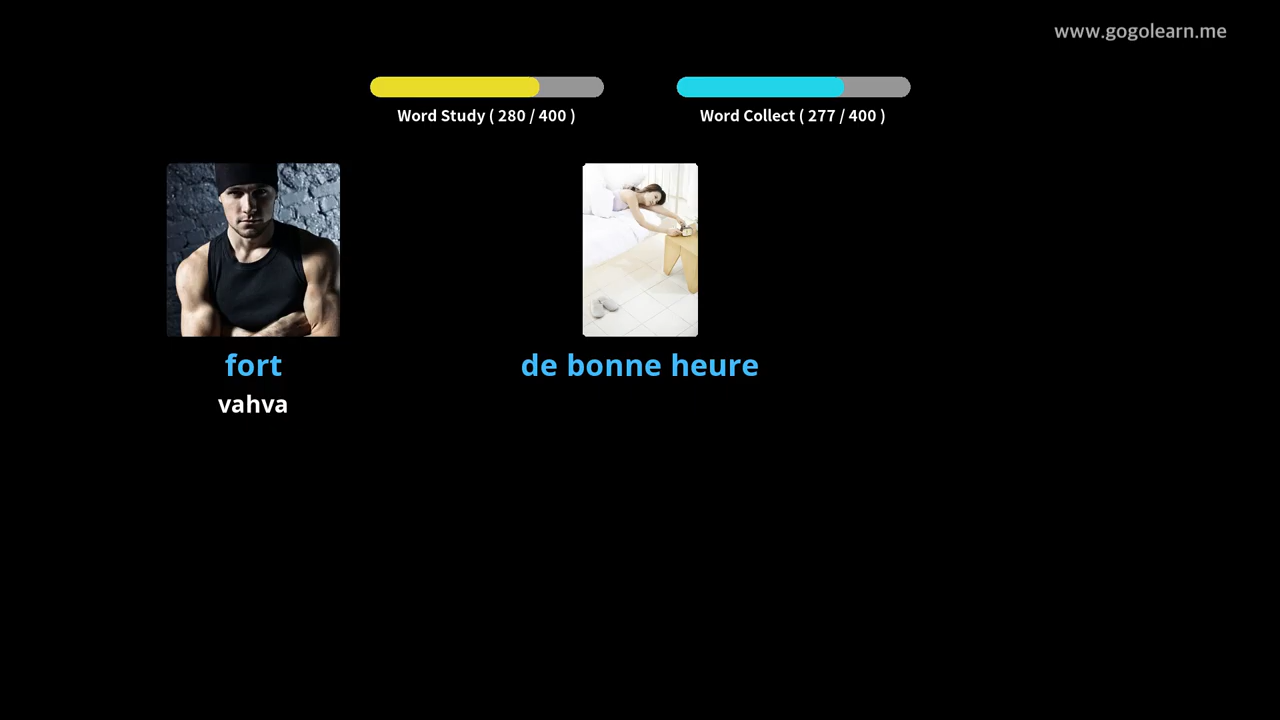 www.gogolearn.me
Word Study ( 280 / 400 )
Word Collect ( 277 / 400 )
fort
vahva
de bonne heure